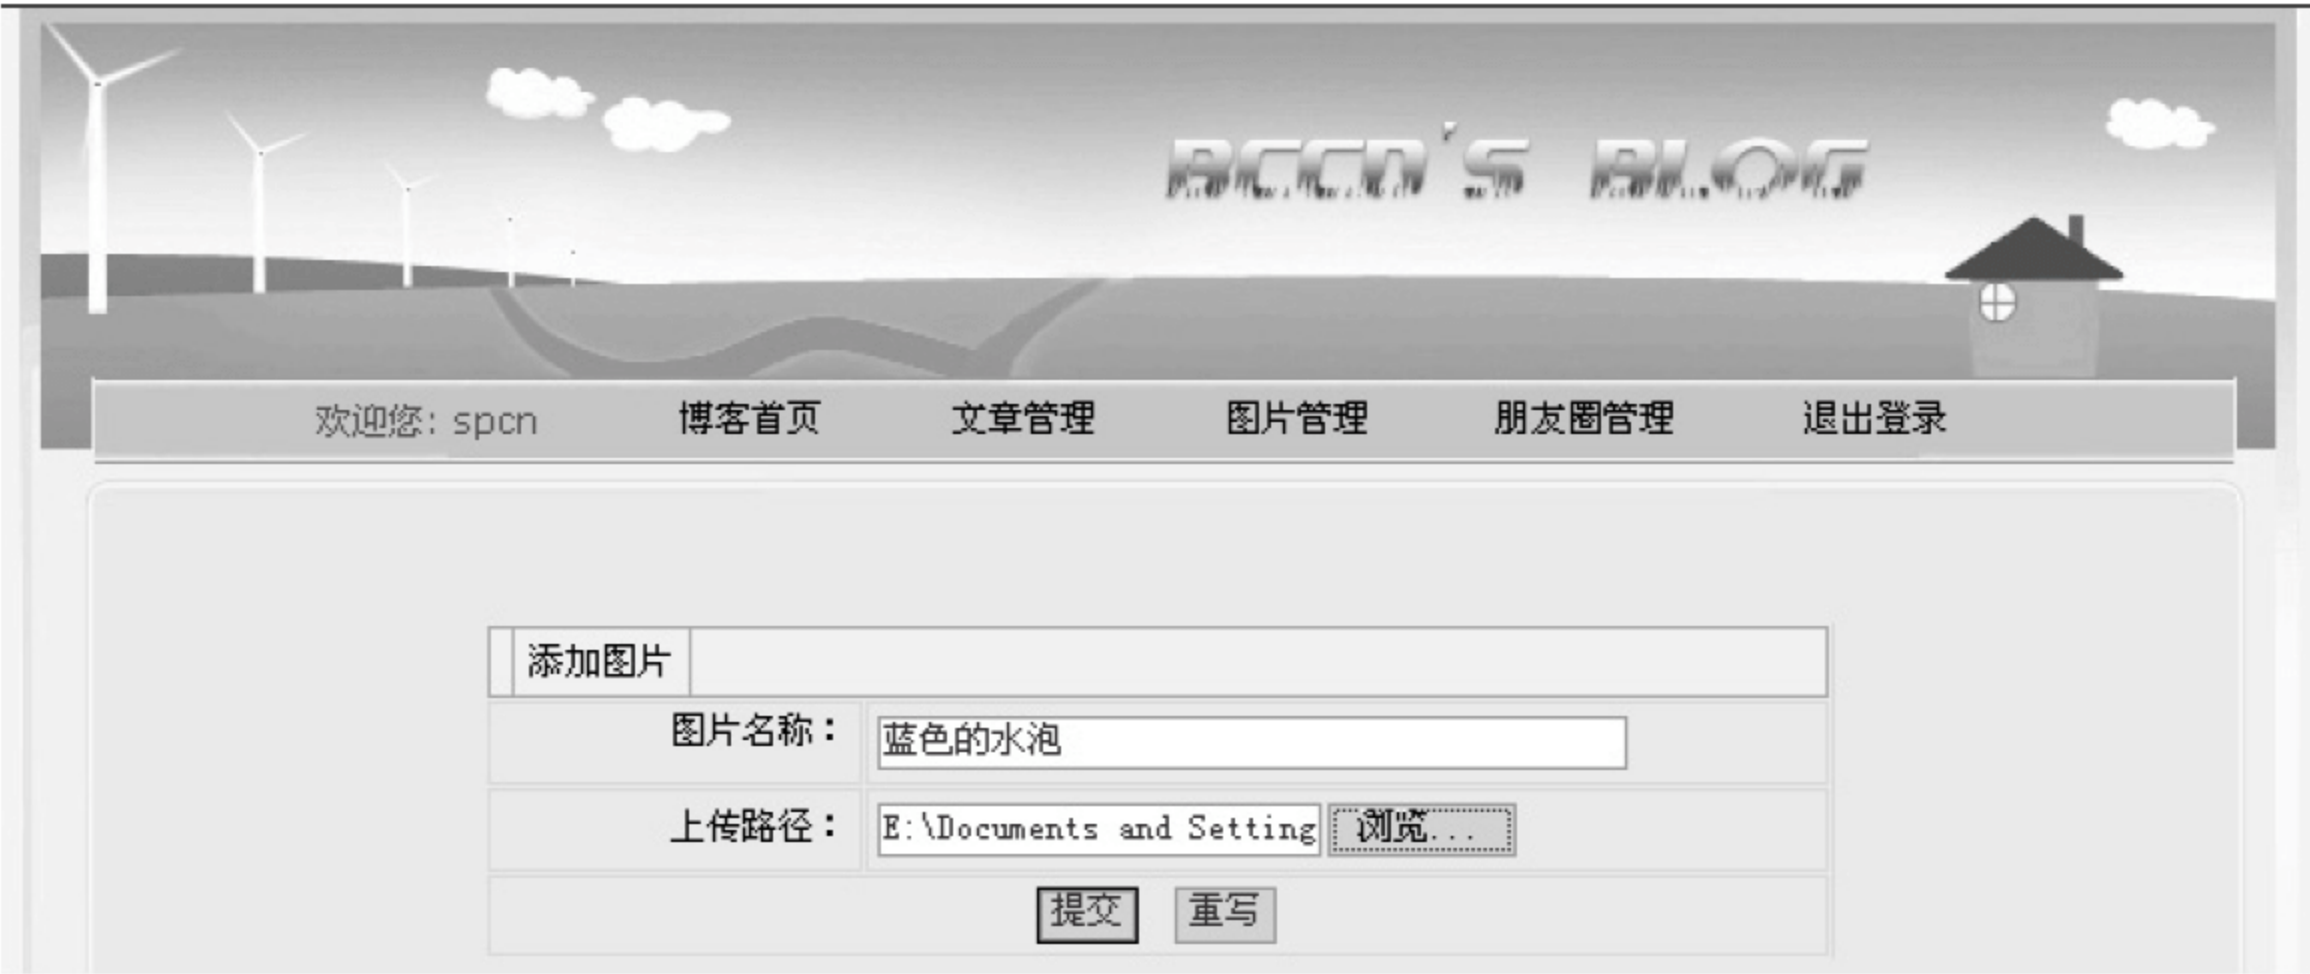 BCCD'S BLOG
欢迎您: spcn 博客首页 文章管理 图片管理 朋友圈管理 退出登录
添加图片
图片名称： 蓝色的水泡
上传路径： E:\Documents and Setting 浏览...
提交 重写